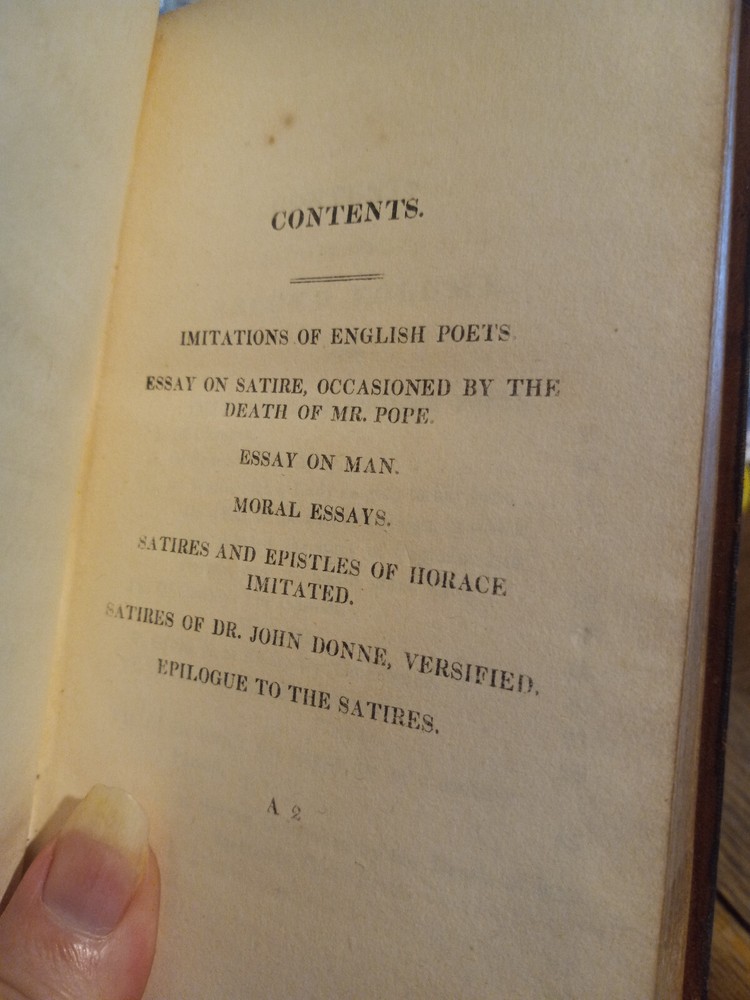 CONTENTS.
IMITATIONS OF ENGLISH POETS.
ESSAY ON SATIRE, OCCASIONED BY THE
DEATH OF MR. POPE.
ESSAY ON MAN.
MORAL ESSAYS.
SATIRES AND EPISTLES OF HORACE
IMITATED.
SATIRES OF DR. JOHN DONNE, VERSIFIED.
EPILOGUE TO THE SATIRES.
A 2